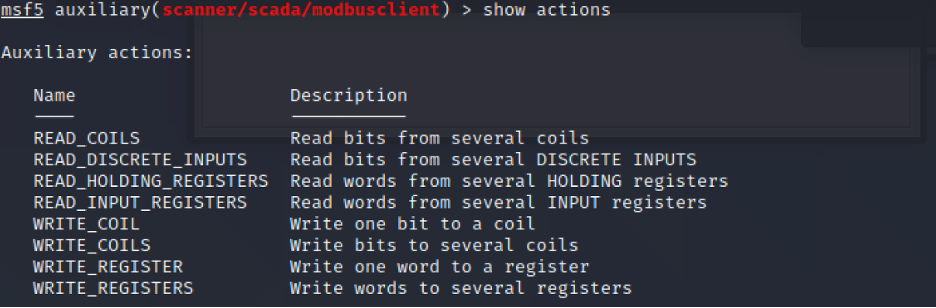 msf5 auxiliary(scanner/scada/modbusclient) > show actions
Auxiliary actions:
Name Description
---- -----------
READ_COILS Read bits from several coils
READ_DISCRETE_INPUTS Read bits from several DISCRETE INPUTS
READ_HOLDING_REGISTERS Read words from several HOLDING registers
READ_INPUT_REGISTERS Read words from several INPUT registers
WRITE_COIL Write one bit to a coil
WRITE_COILS Write bits to several coils
WRITE_REGISTER Write one word to a register
WRITE_REGISTERS Write words to several registers